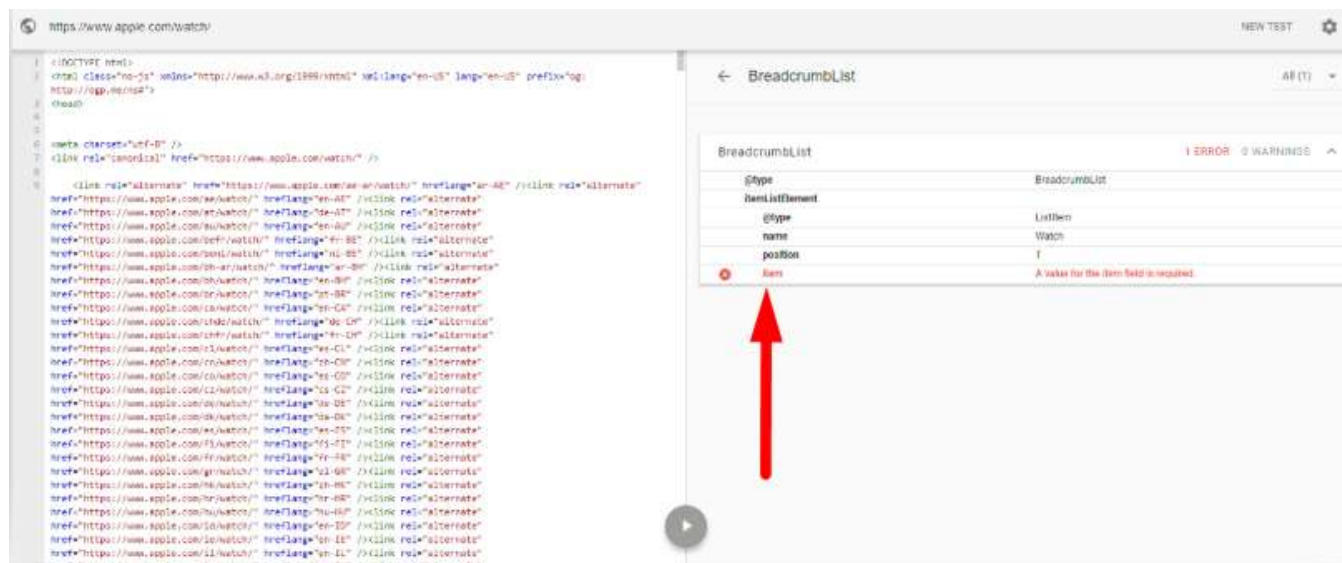 https://www.apple.com/watch/
NEW TEST
1 <!DOCTYPE html>
2 <html class="no-js" xmlns="http://www.w3.org/1999/xhtml" xml:lang="en-US" lang="en-US" prefix="og:
http://ogp.me/ns#">
3 <head>
4
5
6 <meta charset="utf-8" />
7 <link rel="canonical" href="https://www.apple.com/watch/" />
8
9 <link rel="alternate" href="https://www.apple.com/ae-ar/watch/" hreflang="ar-AE" /><link rel="alternate"
href="https://www.apple.com/ae/watch/" hreflang="en-AE" /><link rel="alternate"
href="https://www.apple.com/at/watch/" hreflang="de-AT" /><link rel="alternate"
href="https://www.apple.com/au/watch/" hreflang="en-AU" /><link rel="alternate"
href="https://www.apple.com/befr/watch/" hreflang="fr-BE" /><link rel="alternate"
href="https://www.apple.com/benl/watch/" hreflang="nl-BE" /><link rel="alternate"
href="https://www.apple.com/bh-ar/watch/" hreflang="ar-BH" /><link rel="alternate"
href="https://www.apple.com/bh/watch/" hreflang="en-BH" /><link rel="alternate"
href="https://www.apple.com/br/watch/" hreflang="pt-BR" /><link rel="alternate"
href="https://www.apple.com/ca/watch/" hreflang="en-CA" /><link rel="alternate"
href="https://www.apple.com/chde/watch/" hreflang="de-CH" /><link rel="alternate"
href="https://www.apple.com/chfr/watch/" hreflang="fr-CH" /><link rel="alternate"
href="https://www.apple.com/cl/watch/" hreflang="es-CL" /><link rel="alternate"
href="https://www.apple.com/cn/watch/" hreflang="zh-CN" /><link rel="alternate"
href="https://www.apple.com/co/watch/" hreflang="es-CO" /><link rel="alternate"
href="https://www.apple.com/cz/watch/" hreflang="cs-CZ" /><link rel="alternate"
href="https://www.apple.com/de/watch/" hreflang="de-DE" /><link rel="alternate"
href="https://www.apple.com/dk/watch/" hreflang="da-DK" /><link rel="alternate"
href="https://www.apple.com/es/watch/" hreflang="es-ES" /><link rel="alternate"
href="https://www.apple.com/fi/watch/" hreflang="fi-FI" /><link rel="alternate"
href="https://www.apple.com/fr/watch/" hreflang="fr-FR" /><link rel="alternate"
href="https://www.apple.com/gr/watch/" hreflang="el-GR" /><link rel="alternate"
href="https://www.apple.com/hk/watch/" hreflang="zh-HK" /><link rel="alternate"
href="https://www.apple.com/hr/watch/" hreflang="hr-HR" /><link rel="alternate"
href="https://www.apple.com/hu/watch/" hreflang="hu-HU" /><link rel="alternate"
href="https://www.apple.com/id/watch/" hreflang="en-ID" /><link rel="alternate"
href="https://www.apple.com/ie/watch/" hreflang="en-IE" /><link rel="alternate"
href="https://www.apple.com/il/watch/" hreflang="en-IL" /><link rel="alternate"
BreadcrumbList
All (1)
BreadcrumbList 1 ERROR 0 WARNINGS
@type BreadcrumbList
itemListElement
@type ListItem
name Watch
position 1
item A value for the item field is required.